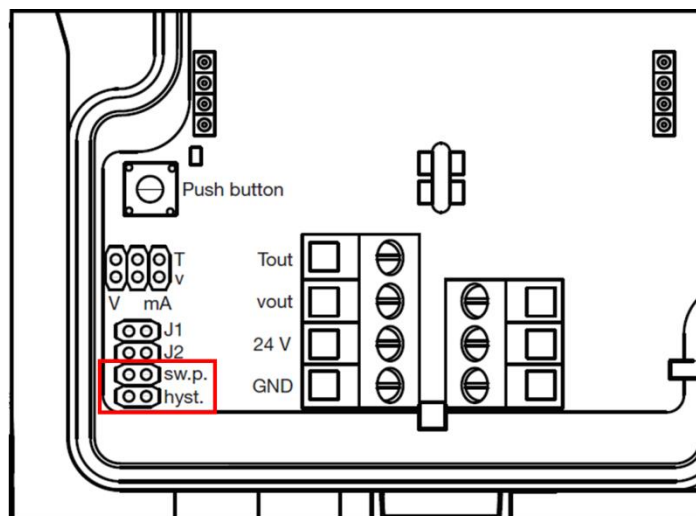 Push button
T
v
V mA
J1
J2
sw.p.
hyst.
Tout
vout
24 V
GND